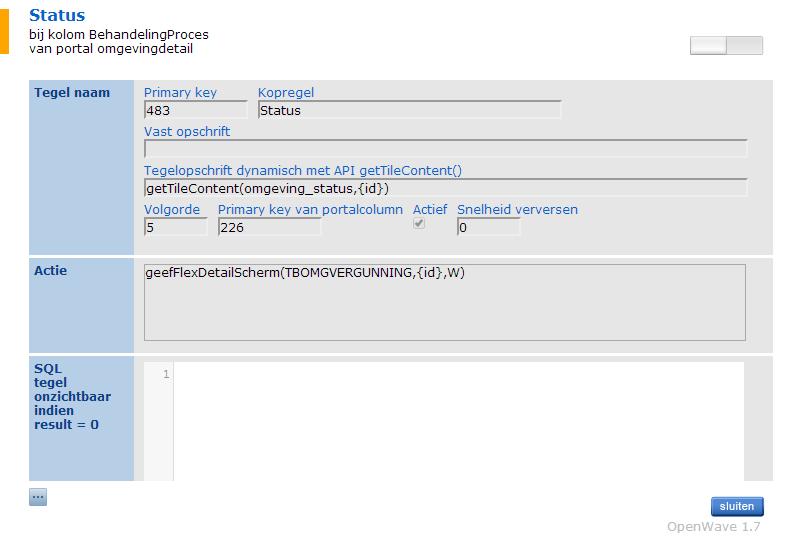 Status
bij kolom BehandelingProces
van portal omgevingdetail
Tegel naam
Primary key Kopregel
483 Status
Vast opschrift
Tegelopschrift dynamisch met API getTileContent()
getTileContent(omgeving_status,{id})
Volgorde Primary key van portalcolumn Actief Snelheid verversen
5 226 0
Actie
geefFlexDetailScherm(TBOMGVERGUNNING,{id},W)
SQL
tegel
onzichtbaar
indien
result = 0
1
...
sluiten
OpenWave 1.7